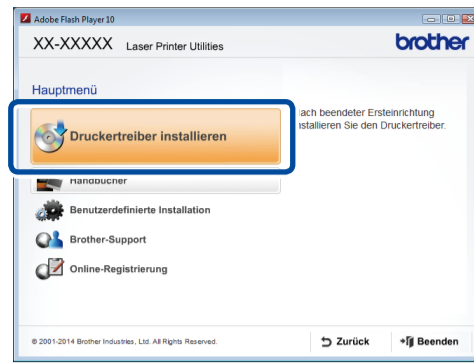 Adobe Flash Player 10
XX-XXXXX Laser Printer Utilities
brother
Hauptmenü
Druckertreiber installieren
ach beendeter Ersteinrichtung
nstallieren Sie den Druckertreiber.
Handbücher
Benutzerdefinierte Installation
Brother-Support
Online-Registrierung
© 2001-2014 Brother Industries, Ltd. All Rights Reserved.
Zurück
Beenden